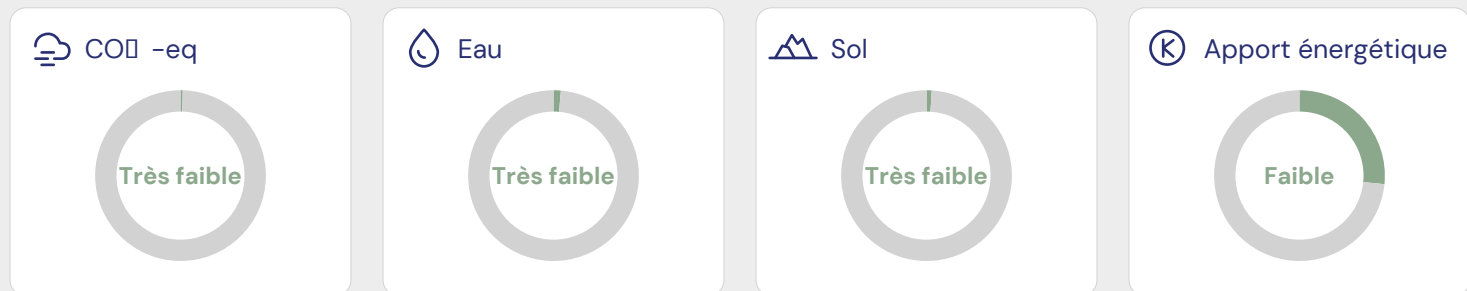 CO▯ -eq
Eau
Sol
Apport énergétique
Très faible
Très faible
Très faible
Faible